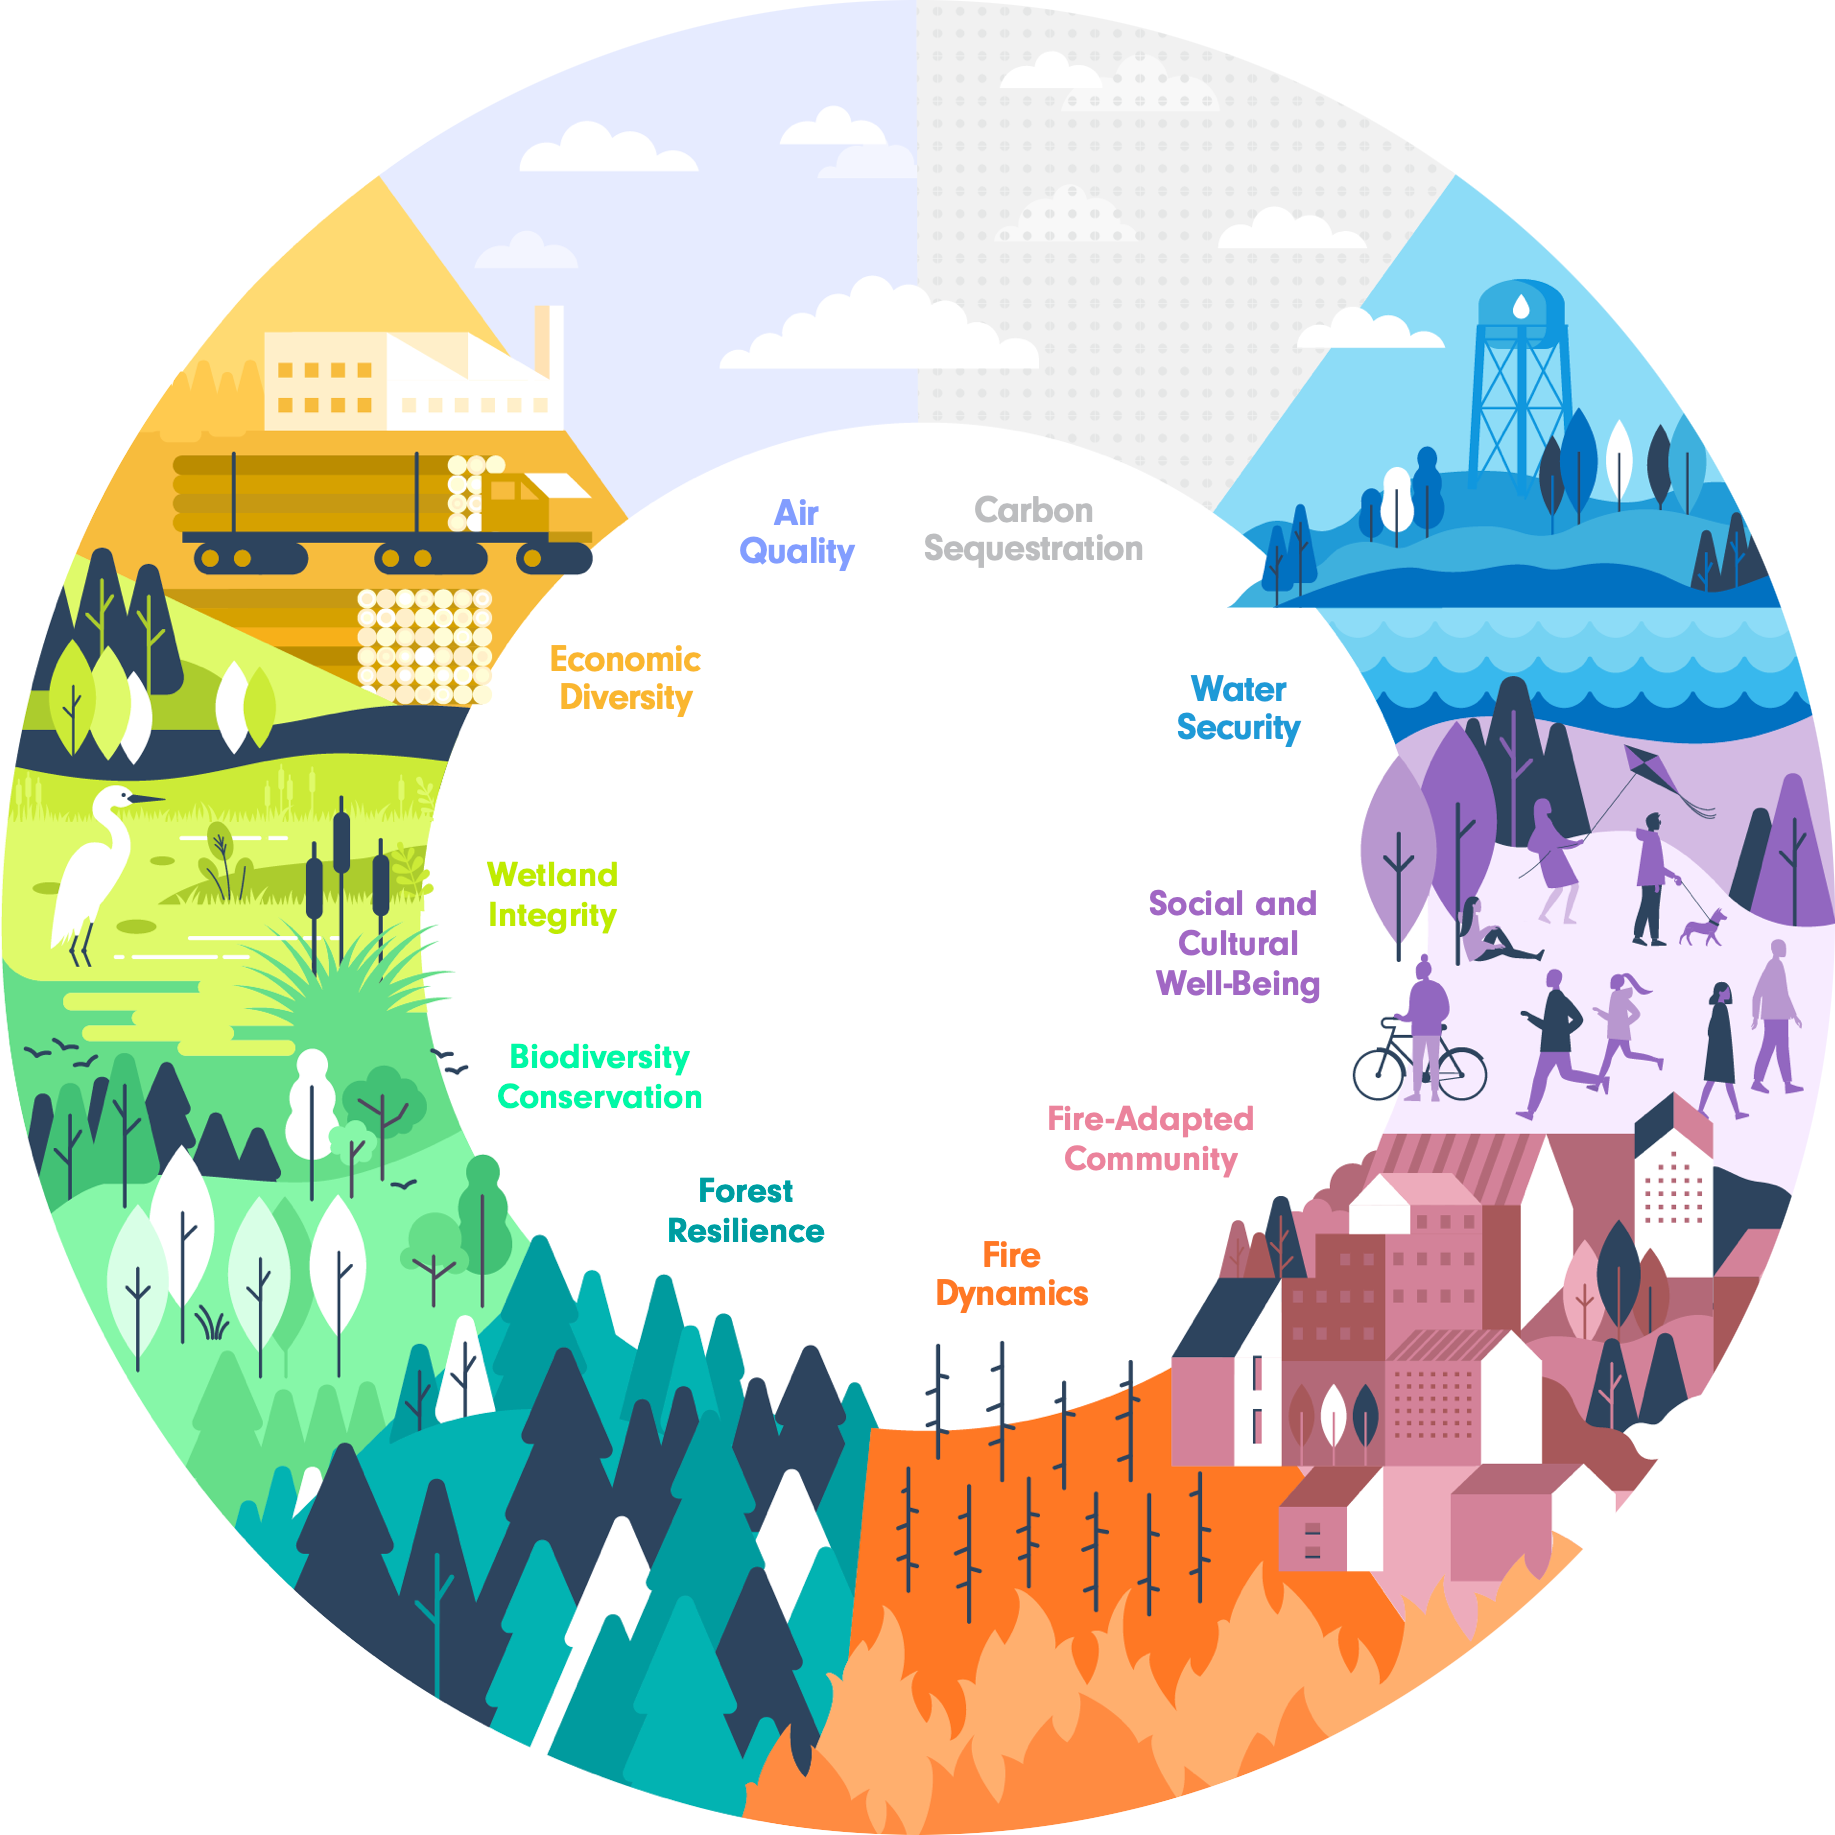 Air
Quality
Carbon
Sequestration
Economic
Diversity
Water
Security
Wetland
Integrity
Social and
Cultural
Well-Being
Biodiversity
Conservation
Fire-Adapted
Community
Forest
Resilience
Fire
Dynamics